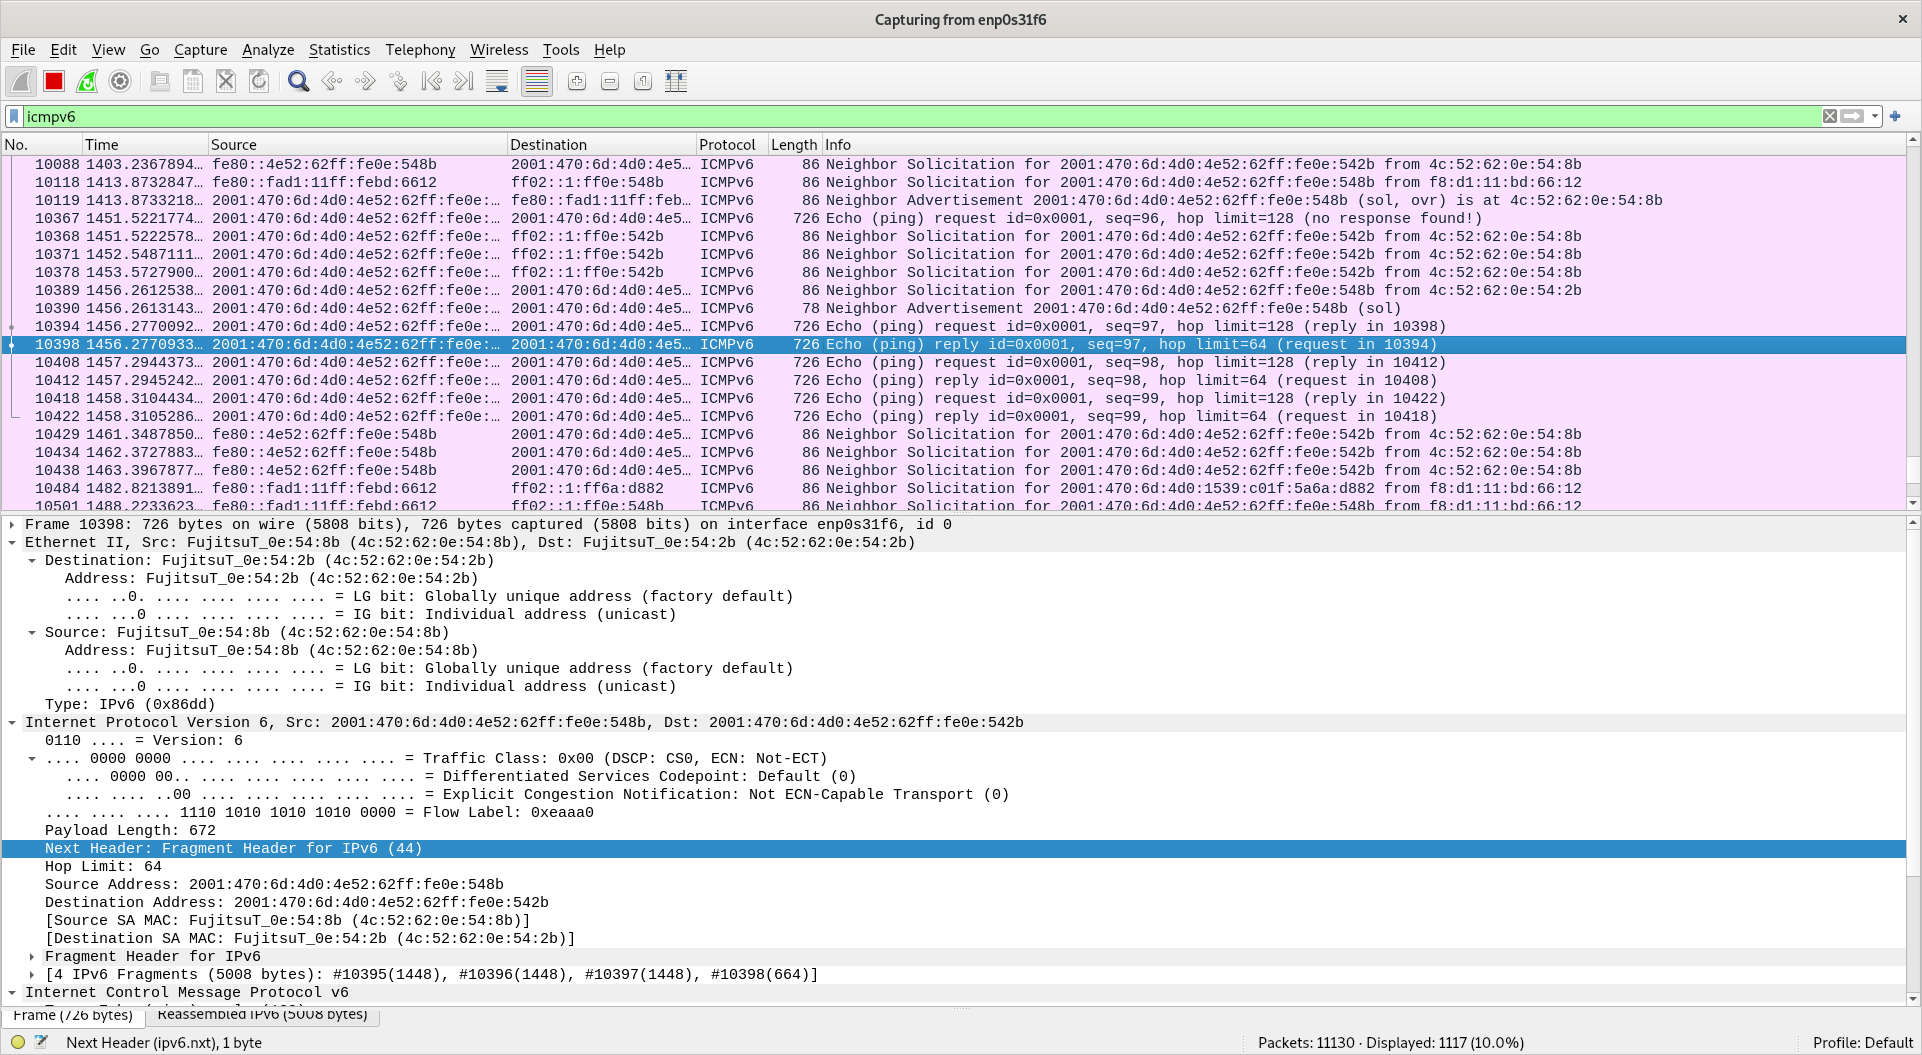 Capturing from enp0s31f6
File Edit View Go Capture Analyze Statistics Telephony Wireless Tools Help
icmpv6
No. Time Source Destination Protocol Length Info
10088 1403.2367894… fe80::4e52:62ff:fe0e:548b 2001:470:6d:4d0:4e5… ICMPv6 86 Neighbor Solicitation for 2001:470:6d:4d0:4e52:62ff:fe0e:542b from 4c:52:62:0e:54:8b
10118 1413.8732847… fe80::fad1:11ff:febd:6612 ff02::1:ff0e:548b ICMPv6 86 Neighbor Solicitation for 2001:470:6d:4d0:4e52:62ff:fe0e:548b from f8:d1:11:bd:66:12
10119 1413.8733218… 2001:470:6d:4d0:4e52:62ff:fe0e:… fe80::fad1:11ff:feb… ICMPv6 86 Neighbor Advertisement 2001:470:6d:4d0:4e52:62ff:fe0e:548b (sol, ovr) is at 4c:52:62:0e:54:8b
10367 1451.5221774… 2001:470:6d:4d0:4e52:62ff:fe0e:… 2001:470:6d:4d0:4e5… ICMPv6 726 Echo (ping) request id=0x0001, seq=96, hop limit=128 (no response found!)
10368 1451.5222578… 2001:470:6d:4d0:4e52:62ff:fe0e:… ff02::1:ff0e:542b ICMPv6 86 Neighbor Solicitation for 2001:470:6d:4d0:4e52:62ff:fe0e:542b from 4c:52:62:0e:54:8b
10371 1452.5487111… 2001:470:6d:4d0:4e52:62ff:fe0e:… ff02::1:ff0e:542b ICMPv6 86 Neighbor Solicitation for 2001:470:6d:4d0:4e52:62ff:fe0e:542b from 4c:52:62:0e:54:8b
10378 1453.5727900… 2001:470:6d:4d0:4e52:62ff:fe0e:… ff02::1:ff0e:542b ICMPv6 86 Neighbor Solicitation for 2001:470:6d:4d0:4e52:62ff:fe0e:542b from 4c:52:62:0e:54:8b
10389 1456.2612538… 2001:470:6d:4d0:4e52:62ff:fe0e:… 2001:470:6d:4d0:4e5… ICMPv6 86 Neighbor Solicitation for 2001:470:6d:4d0:4e52:62ff:fe0e:548b from 4c:52:62:0e:54:2b
10390 1456.2613143… 2001:470:6d:4d0:4e52:62ff:fe0e:… 2001:470:6d:4d0:4e5… ICMPv6 78 Neighbor Advertisement 2001:470:6d:4d0:4e52:62ff:fe0e:548b (sol)
10394 1456.2770092… 2001:470:6d:4d0:4e52:62ff:fe0e:… 2001:470:6d:4d0:4e5… ICMPv6 726 Echo (ping) request id=0x0001, seq=97, hop limit=128 (reply in 10398)
10398 1456.2770933… 2001:470:6d:4d0:4e52:62ff:fe0e:… 2001:470:6d:4d0:4e5… ICMPv6 726 Echo (ping) reply id=0x0001, seq=97, hop limit=64 (request in 10394)
10408 1457.2944373… 2001:470:6d:4d0:4e52:62ff:fe0e:… 2001:470:6d:4d0:4e5… ICMPv6 726 Echo (ping) request id=0x0001, seq=98, hop limit=128 (reply in 10412)
10412 1457.2945242… 2001:470:6d:4d0:4e52:62ff:fe0e:… 2001:470:6d:4d0:4e5… ICMPv6 726 Echo (ping) reply id=0x0001, seq=98, hop limit=64 (request in 10408)
10418 1458.3104434… 2001:470:6d:4d0:4e52:62ff:fe0e:… 2001:470:6d:4d0:4e5… ICMPv6 726 Echo (ping) request id=0x0001, seq=99, hop limit=128 (reply in 10422)
10422 1458.3105286… 2001:470:6d:4d0:4e52:62ff:fe0e:… 2001:470:6d:4d0:4e5… ICMPv6 726 Echo (ping) reply id=0x0001, seq=99, hop limit=64 (request in 10418)
10429 1461.3487850… fe80::4e52:62ff:fe0e:548b 2001:470:6d:4d0:4e5… ICMPv6 86 Neighbor Solicitation for 2001:470:6d:4d0:4e52:62ff:fe0e:542b from 4c:52:62:0e:54:8b
10434 1462.3727883… fe80::4e52:62ff:fe0e:548b 2001:470:6d:4d0:4e5… ICMPv6 86 Neighbor Solicitation for 2001:470:6d:4d0:4e52:62ff:fe0e:542b from 4c:52:62:0e:54:8b
10438 1463.3967877… fe80::4e52:62ff:fe0e:548b 2001:470:6d:4d0:4e5… ICMPv6 86 Neighbor Solicitation for 2001:470:6d:4d0:4e52:62ff:fe0e:542b from 4c:52:62:0e:54:8b
10484 1482.8213891… fe80::fad1:11ff:febd:6612 ff02::1:ff6a:d882 ICMPv6 86 Neighbor Solicitation for 2001:470:6d:4d0:1539:c01f:5a6a:d882 from f8:d1:11:bd:66:12
10501 1488.2233623… fe80::fad1:11ff:febd:6612 ff02::1:ff0e:548b ICMPv6 86 Neighbor Solicitation for 2001:470:6d:4d0:4e52:62ff:fe0e:548b from f8:d1:11:bd:66:12
Frame 10398: 726 bytes on wire (5808 bits), 726 bytes captured (5808 bits) on interface enp0s31f6, id 0
Ethernet II, Src: FujitsuT_0e:54:8b (4c:52:62:0e:54:8b), Dst: FujitsuT_0e:54:2b (4c:52:62:0e:54:2b)
Destination: FujitsuT_0e:54:2b (4c:52:62:0e:54:2b)
Address: FujitsuT_0e:54:2b (4c:52:62:0e:54:2b)
.... ..0. .... .... .... .... = LG bit: Globally unique address (factory default)
.... ...0 .... .... .... .... = IG bit: Individual address (unicast)
Source: FujitsuT_0e:54:8b (4c:52:62:0e:54:8b)
Address: FujitsuT_0e:54:8b (4c:52:62:0e:54:8b)
.... ..0. .... .... .... .... = LG bit: Globally unique address (factory default)
.... ...0 .... .... .... .... = IG bit: Individual address (unicast)
Type: IPv6 (0x86dd)
Internet Protocol Version 6, Src: 2001:470:6d:4d0:4e52:62ff:fe0e:548b, Dst: 2001:470:6d:4d0:4e52:62ff:fe0e:542b
0110 .... = Version: 6
.... 0000 0000 .... .... .... .... .... = Traffic Class: 0x00 (DSCP: CS0, ECN: Not-ECT)
.... 0000 00.. .... .... .... .... .... = Differentiated Services Codepoint: Default (0)
.... .... ..00 .... .... .... .... .... = Explicit Congestion Notification: Not ECN-Capable Transport (0)
.... .... .... 1110 1010 1010 1010 0000 = Flow Label: 0xeaaa0
Payload Length: 672
Next Header: Fragment Header for IPv6 (44)
Hop Limit: 64
Source Address: 2001:470:6d:4d0:4e52:62ff:fe0e:548b
Destination Address: 2001:470:6d:4d0:4e52:62ff:fe0e:542b
[Source SA MAC: FujitsuT_0e:54:8b (4c:52:62:0e:54:8b)]
[Destination SA MAC: FujitsuT_0e:54:2b (4c:52:62:0e:54:2b)]
Fragment Header for IPv6
[4 IPv6 Fragments (5008 bytes): #10395(1448), #10396(1448), #10397(1448), #10398(664)]
Internet Control Message Protocol v6
Frame (726 bytes) Reassembled IPv6 (5008 bytes)
Next Header (ipv6.nxt), 1 byte Packets: 11130 · Displayed: 1117 (10.0%) Profile: Default